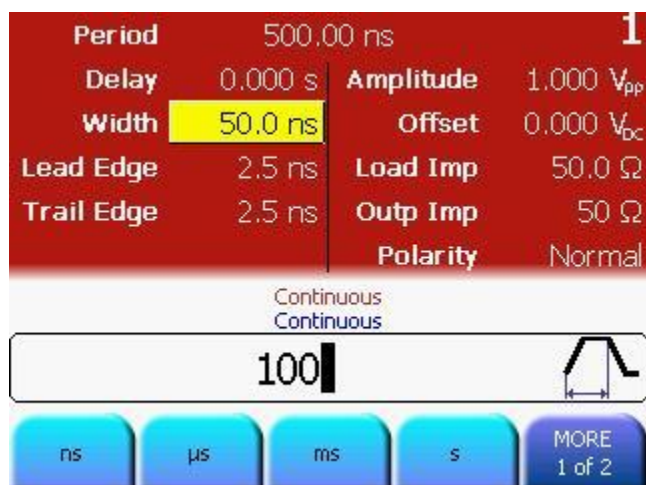 Period 500.00 ns 1
Delay 0.000 s Amplitude 1.000 Vpp
Width 50.0 ns Offset 0.000 VDC
Lead Edge 2.5 ns Load Imp 50.0 Ω
Trail Edge 2.5 ns Outp Imp 50 Ω
Polarity Normal
Continuous
Continuous
100
ns µs ms s MORE
1 of 2